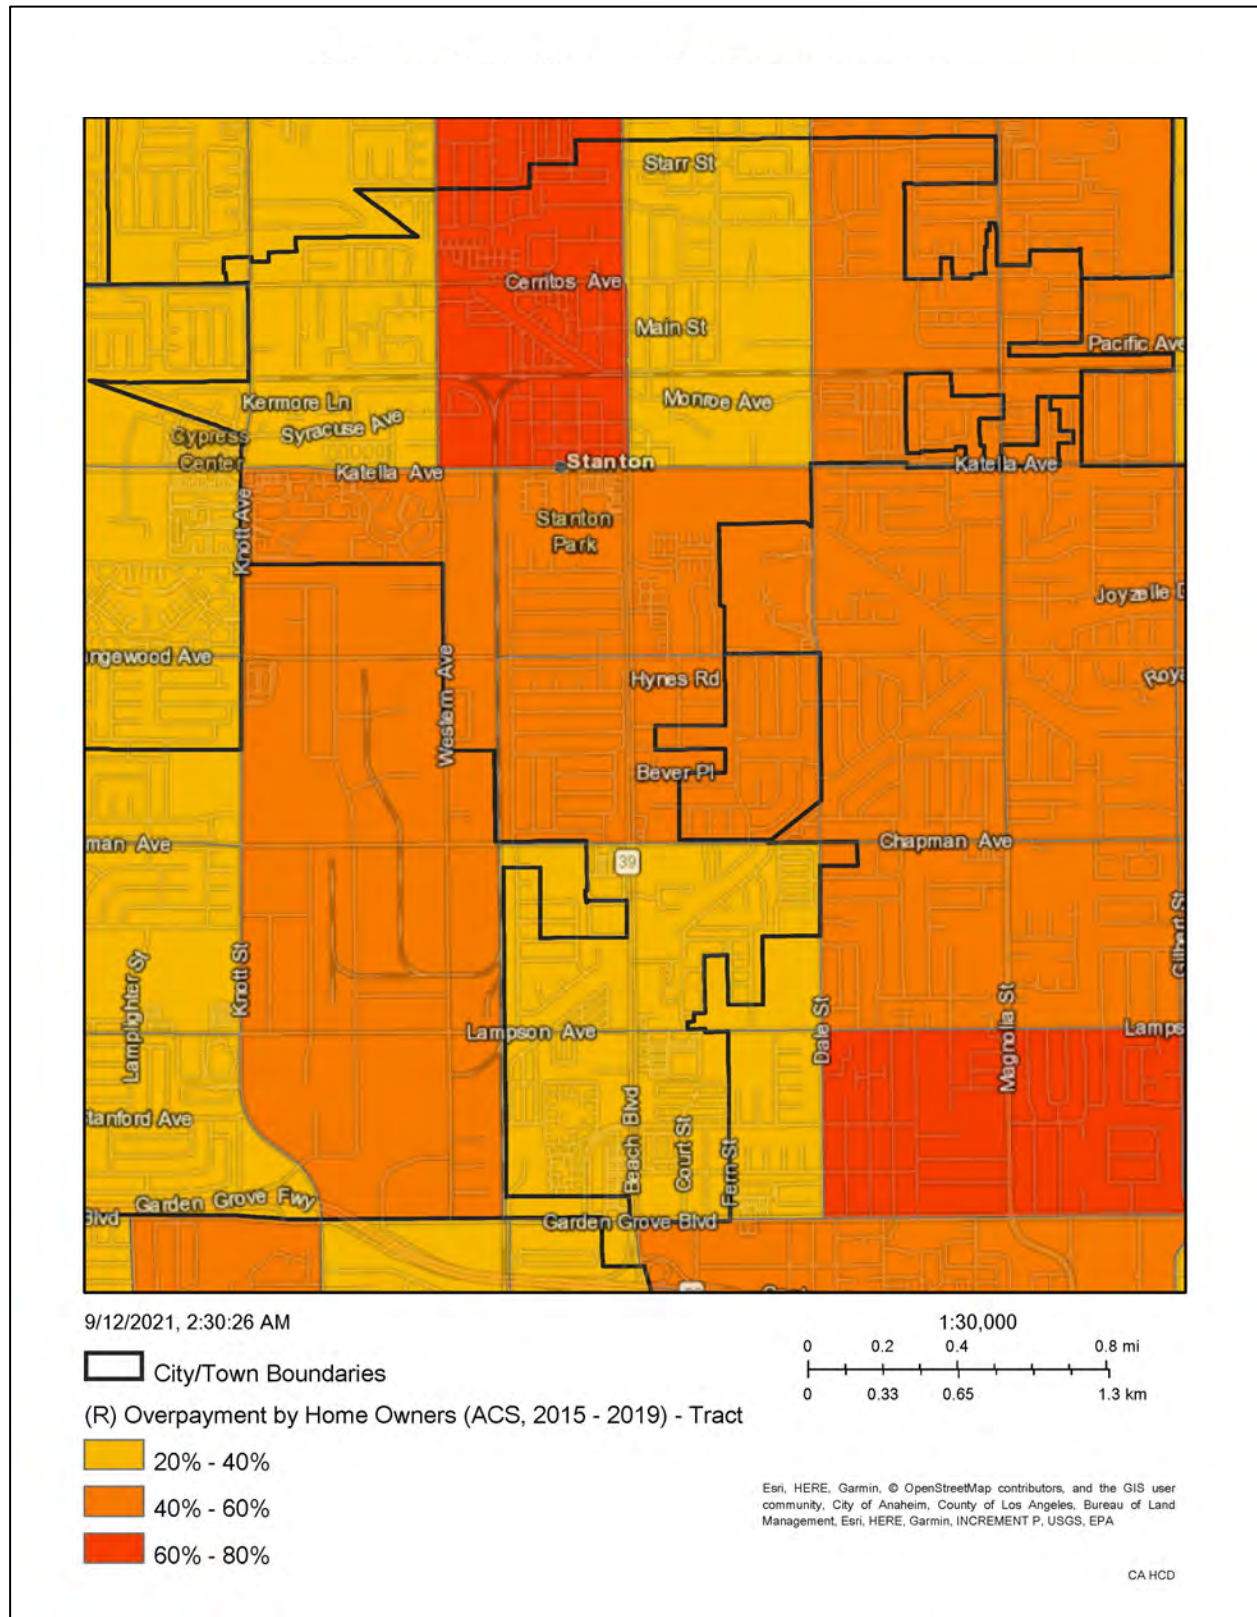 Starr St
Cerritos Ave
Main St
Pacific Ave
Kermore Ln
Monroe Ave
Syracuse Ave
Cypress
Center
Katella Ave
Stanton
Katella Ave
Knott Ave
Stanton
Park
Joyzelle D
ngewood Ave
Western Ave
Hynes Rd
Roya
Bever Pl
man Ave
39
Chapman Ave
Gilbert St
Lamplighter St
Knott St
Lampson Ave
Dale St
Magnolia St
Lamps
Stanford Ave
Beach Blvd
Court St
Fern St
Garden Grove Fwy
Blvd
Garden Grove Blvd
9/12/2021, 2:30:26 AM
1:30,000
0 0.2 0.4 0.8 mi
0 0.33 0.65 1.3 km
City/Town Boundaries
(R) Overpayment by Home Owners (ACS, 2015 - 2019) - Tract
20% - 40%
40% - 60%
60% - 80%
Esri, HERE, Garmin, © OpenStreetMap contributors, and the GIS user
community, City of Anaheim, County of Los Angeles, Bureau of Land
Management, Esri, HERE, Garmin, INCREMENT P, USGS, EPA
CA HCD